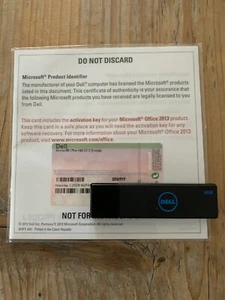 DO NOT DISCARD
Microsoft® Product Identifier
The manufacturer of your Dell™ computer has licensed the Microsoft products
listed in this document. This certificate of authenticity is your assurance that
the following Microsoft products you have received are legally licensed to you
from Dell.
This card includes the activation key for your Microsoft® Office 2013 product.
Keep this card in a safe place as you will need the activation key for any
software recovery. For more information about your Microsoft® Office 2013
product, visit www.microsoft.com/office.
Dell
DELL
NOT FOR